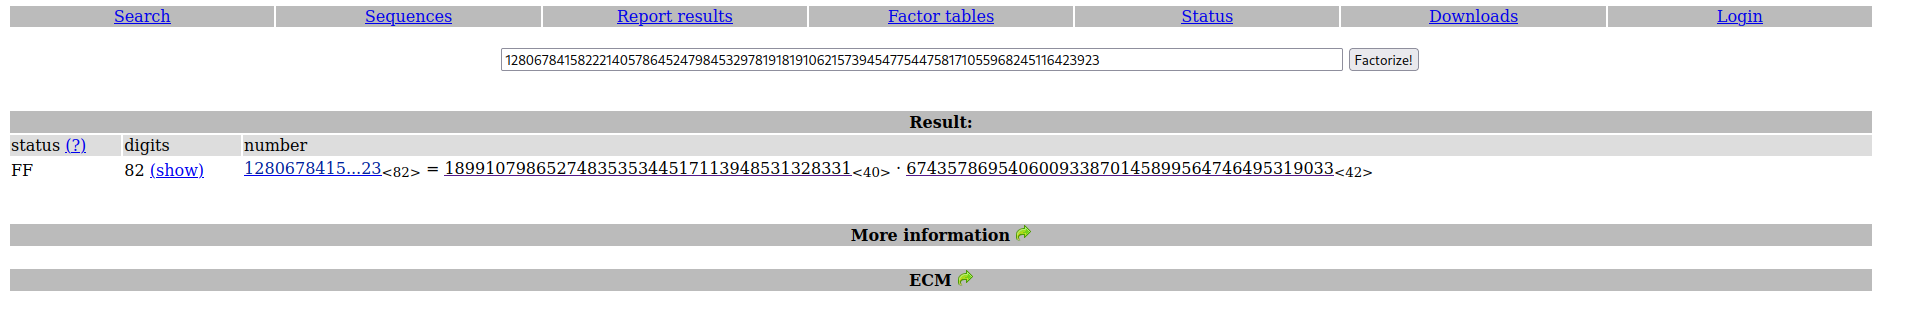 Search Sequences Report results Factor tables Status Downloads Login
1280678415822214057864524798453297819181910621573945477544758171055968245116423923 Factorize!
Result:
status (?) digits number
FF 82 (show) 1280678415...23<82> = 1899107986527483535344517113948531328331<40> · 674357869540600933870145899564746495319033<42>
More information
ECM